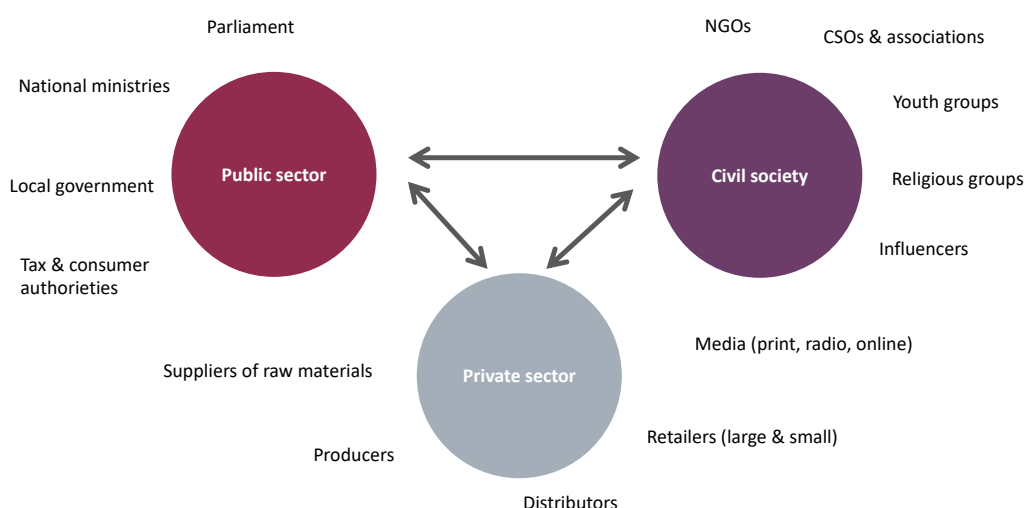 Parliament
NGOs
CSOs & associations
National ministries
Youth groups
Public sector
Civil society
Local government
Religious groups
Tax & consumer
authorieties
Influencers
Media (print, radio, online)
Suppliers of raw materials
Private sector
Retailers (large & small)
Producers
Distributors